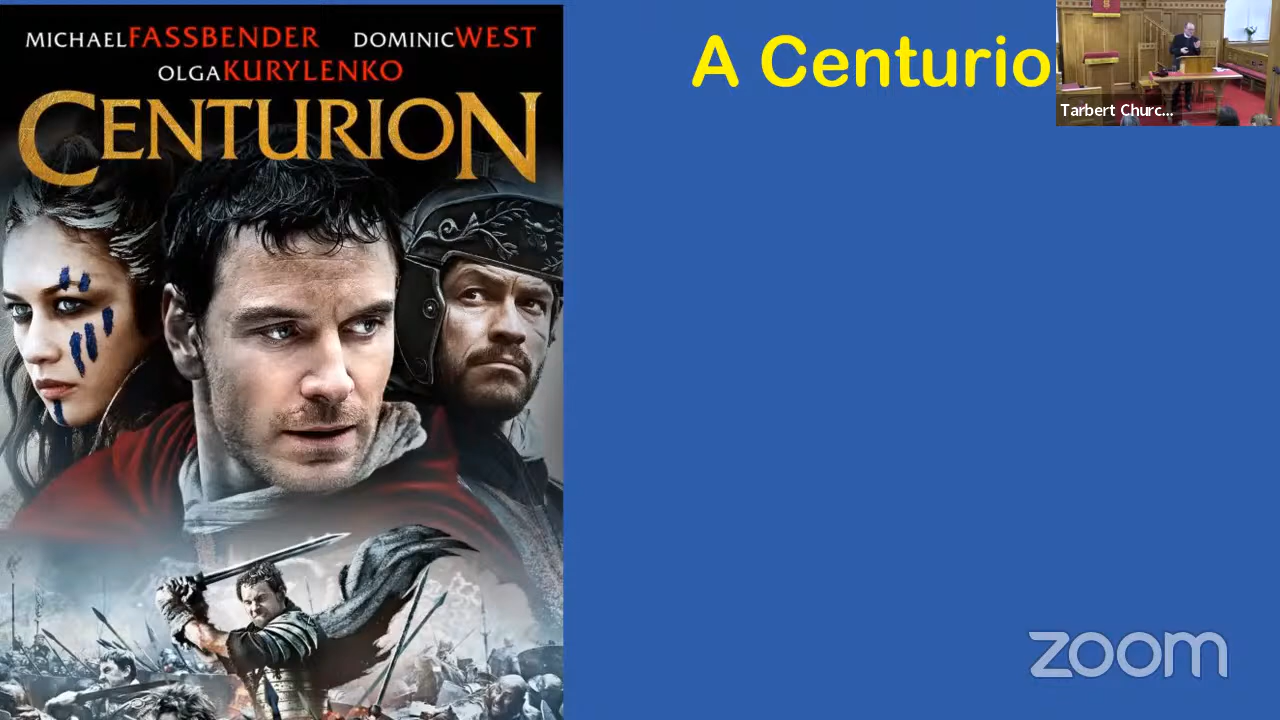 MICHAEL FASSBENDER DOMINIC WEST
OLGA KURYLENKO
CENTURION
A Centurio
Tarbert Churc...
zoom